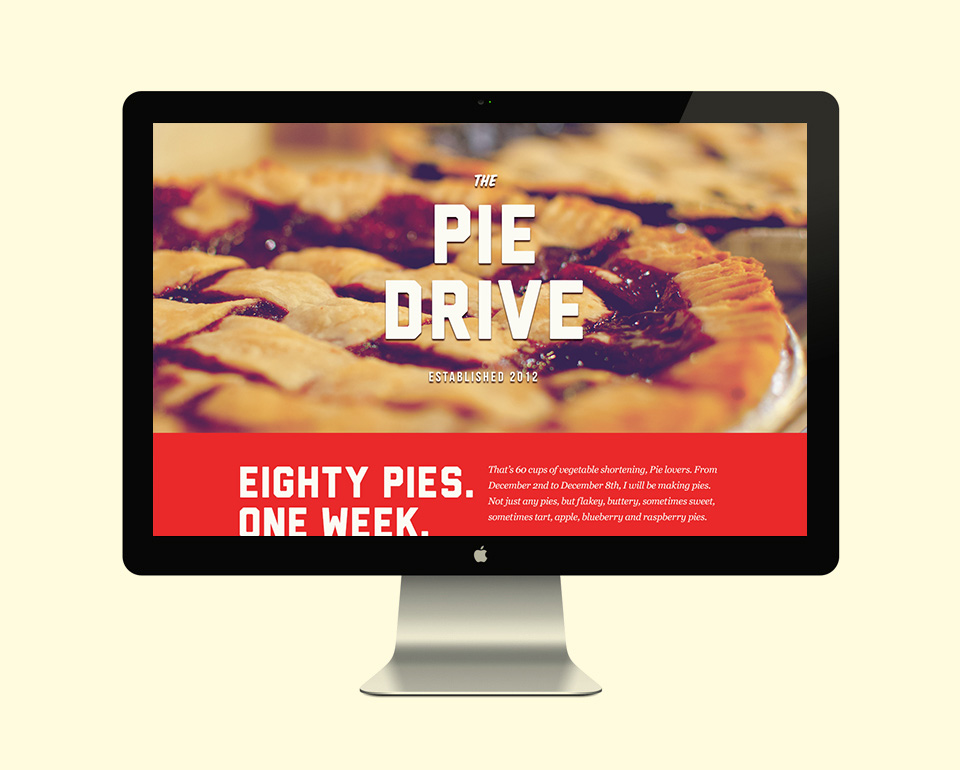 THE
PIE
DRIVE
ESTABLISHED 2012
EIGHTY PIES.
ONE WEEK.
That's 60 cups of vegetable shortening, Pie lovers. From
December 2nd to December 8th, I will be making pies.
Not just any pies, but flakey, buttery, sometimes sweet,
sometimes tart, apple, blueberry and raspberry pies.